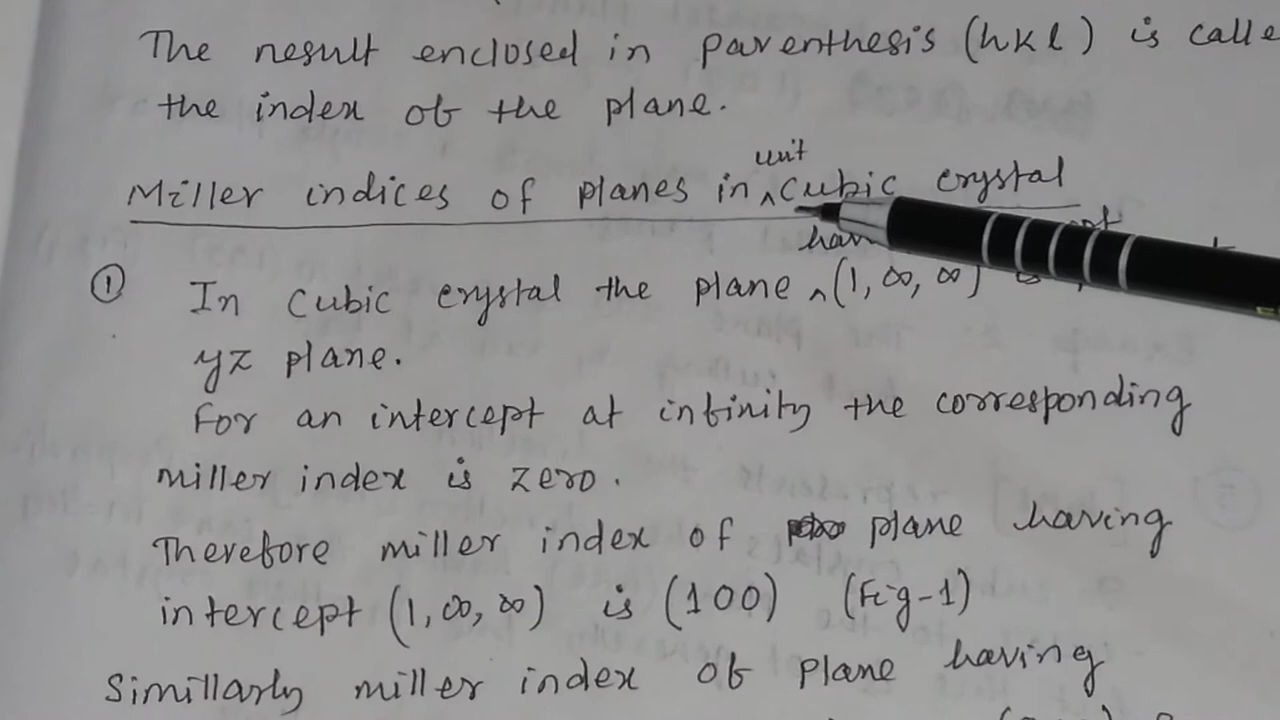 The result enclosed in parenthesis (hkl) is calle
the index of the plane.
unit
Miller indices of planes in ^ cubic crystal
① In cubic crystal the plane ^ (1, ∞, ∞)
yz plane.
For an intercept at infinity the corresponding
miller index is zero.
Therefore miller index of plane having
intercept (1, ∞, ∞) is (100) (Fig-1)
Simillarly miller index of plane having